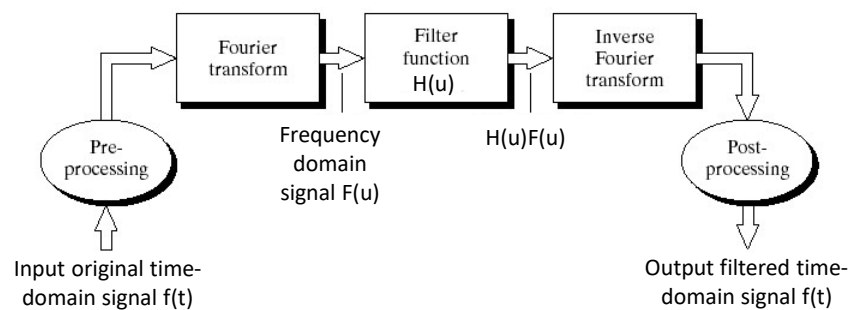 Fourier
transform
Filter
function
H(u)
Inverse
Fourier
transform
Pre-
processing
Frequency
domain
signal F(u)
H(u)F(u)
Post-
processing
Input original time-
domain signal f(t)
Output filtered time-
domain signal f(t)